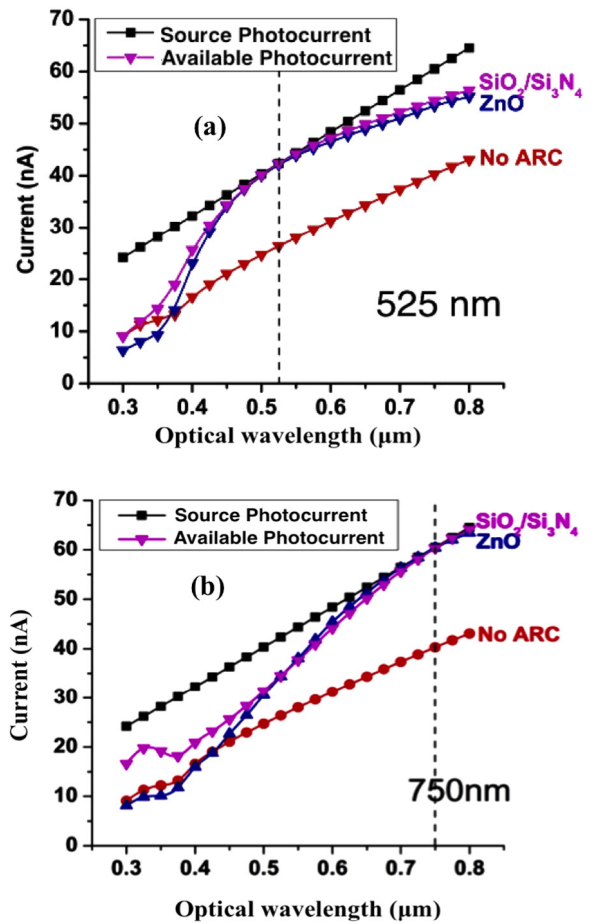 70
60
50
40
30
20
10
0
Current (nA)
Source Photocurrent
Available Photocurrent
(a)
SiO2/Si3N4
ZnO
No ARC
525 nm
0.3 0.4 0.5 0.6 0.7 0.8
Optical wavelength (μm)
70
60
50
40
30
20
10
0
Current (nA)
Source Photocurrent
Available Photocurrent
(b)
SiO2/Si3N4
ZnO
No ARC
750nm
0.3 0.4 0.5 0.6 0.7 0.8
Optical wavelength (μm)